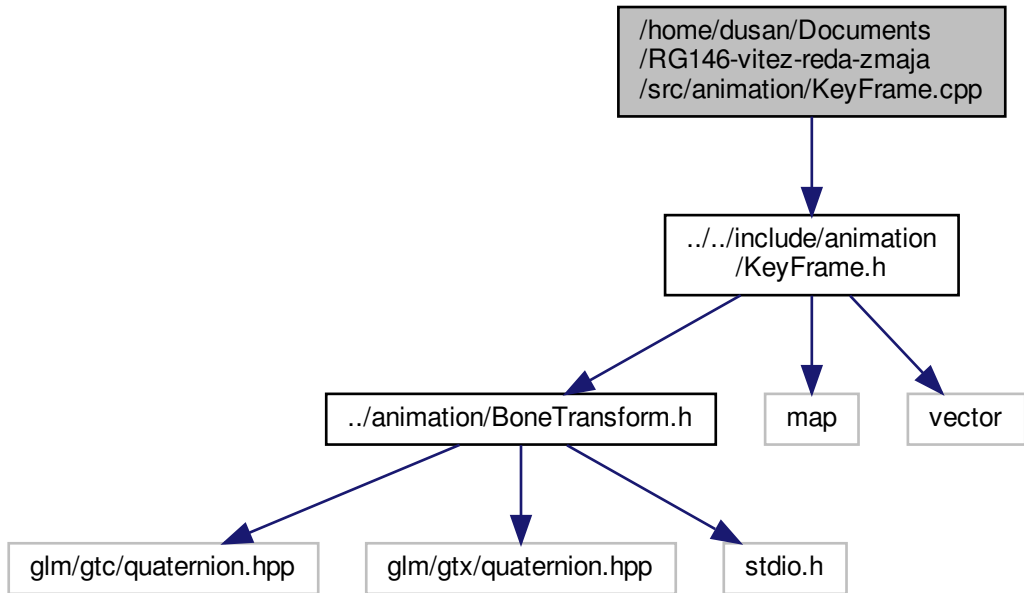 /home/dusan/Documents
/RG146-vitez-reda-zmaja
/src/animation/KeyFrame.cpp
../../include/animation
/KeyFrame.h
../animation/BoneTransform.h
map
vector
glm/gtc/quaternion.hpp
glm/gtx/quaternion.hpp
stdio.h